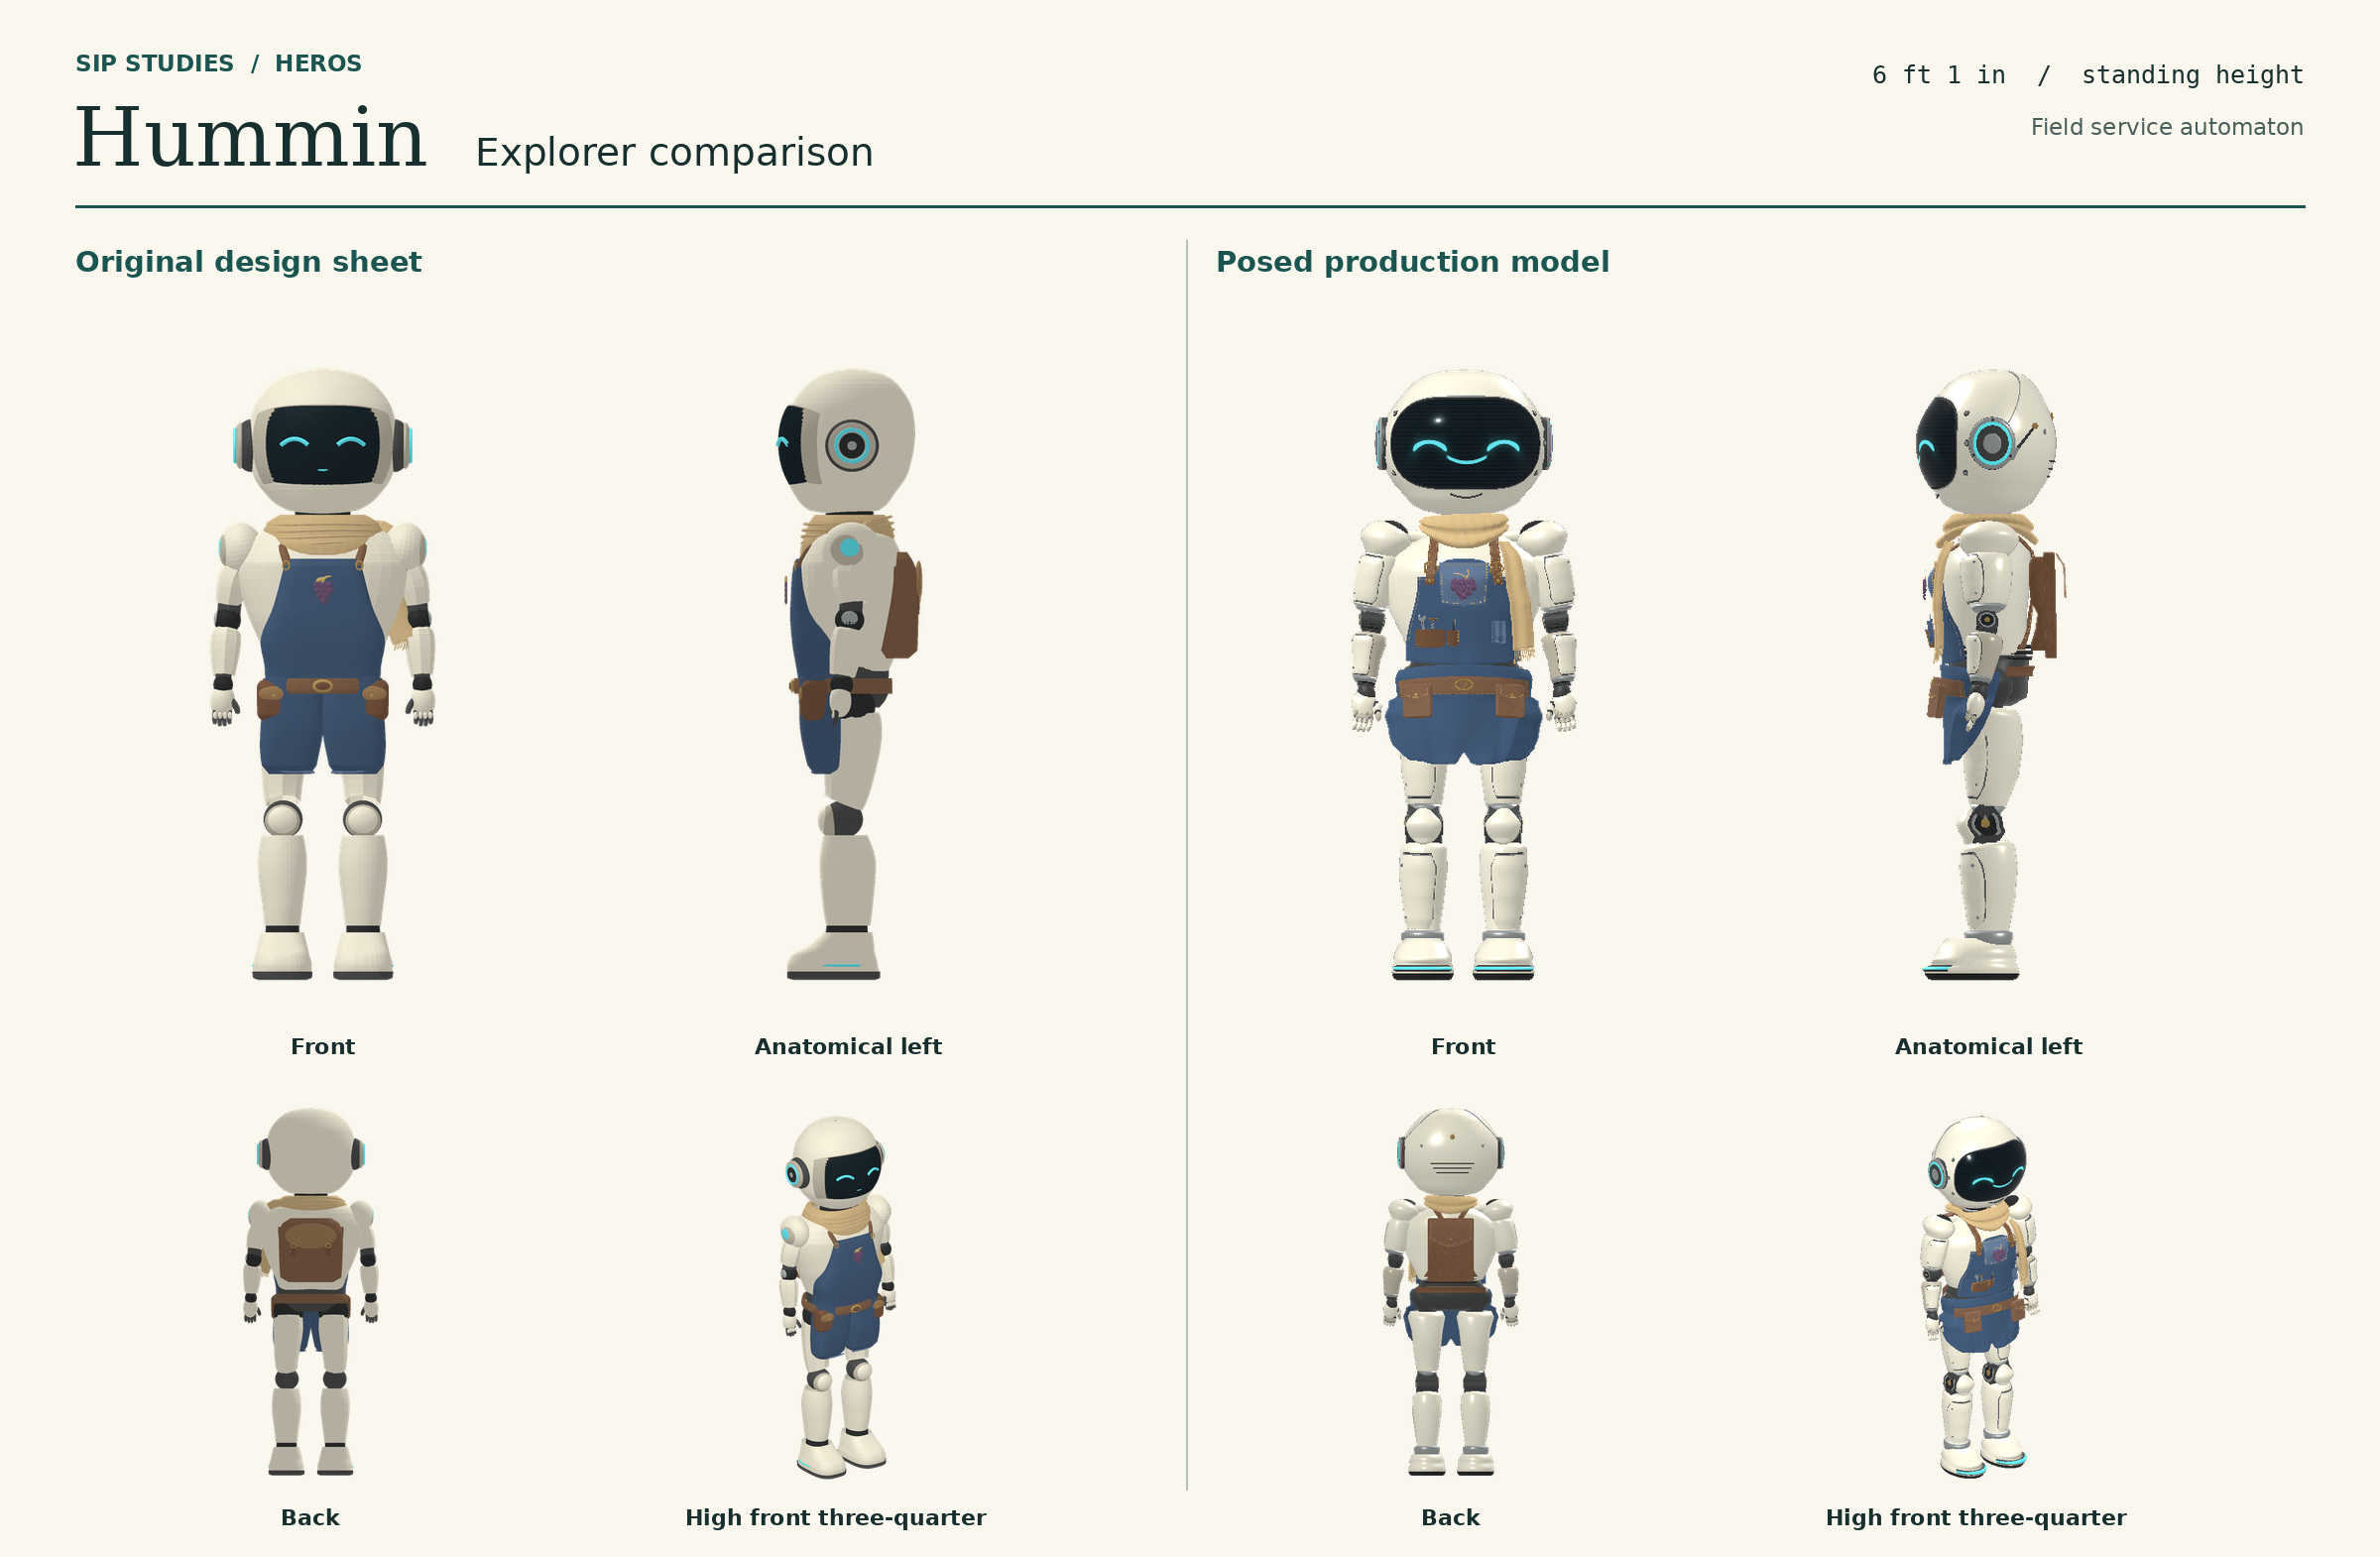 SIP STUDIES / HEROS
Hummin Explorer comparison
6 ft 1 in / standing height
Field service automaton
Original design sheet
Front
Anatomical left
Back
High front three-quarter
Posed production model
Front
Anatomical left
Back
High front three-quarter